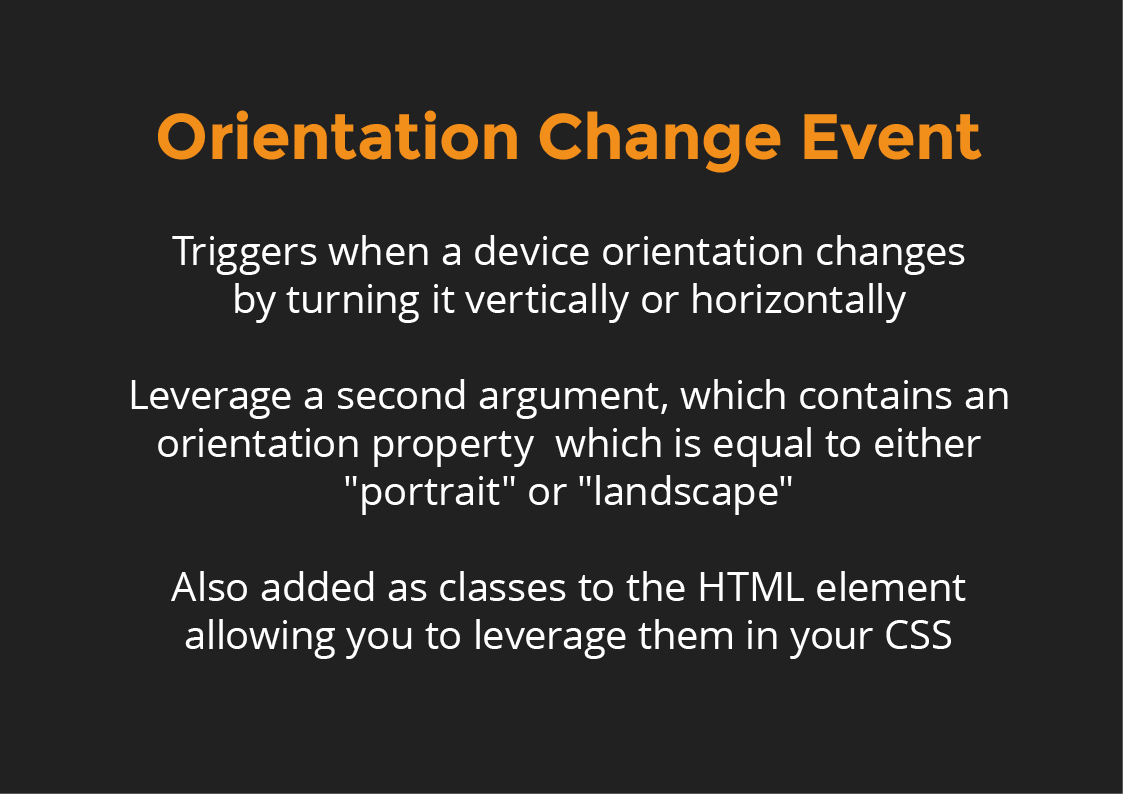 Orientation Change Event
Triggers when a device orientation changes
by turning it vertically or horizontally
Leverage a second argument, which contains an
orientation property  which is equal to either
"portrait" or "landscape"
Also added as classes to the HTML element
allowing you to leverage them in your CSS